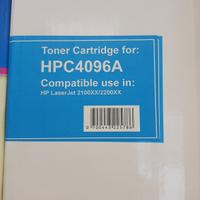 Toner Cartridge for:
HPC4096A
Compatible use in:
HP LaserJet 2100XX/2200XX